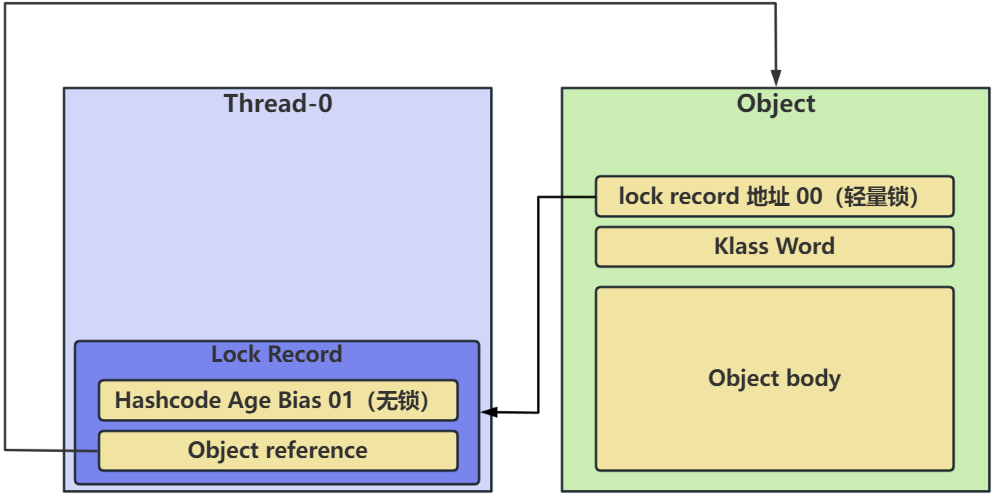 Thread-0
Lock Record
Hashcode Age Bias 01（无锁）
Object reference
Object
lock record 地址 00（轻量锁）
Klass Word
Object body